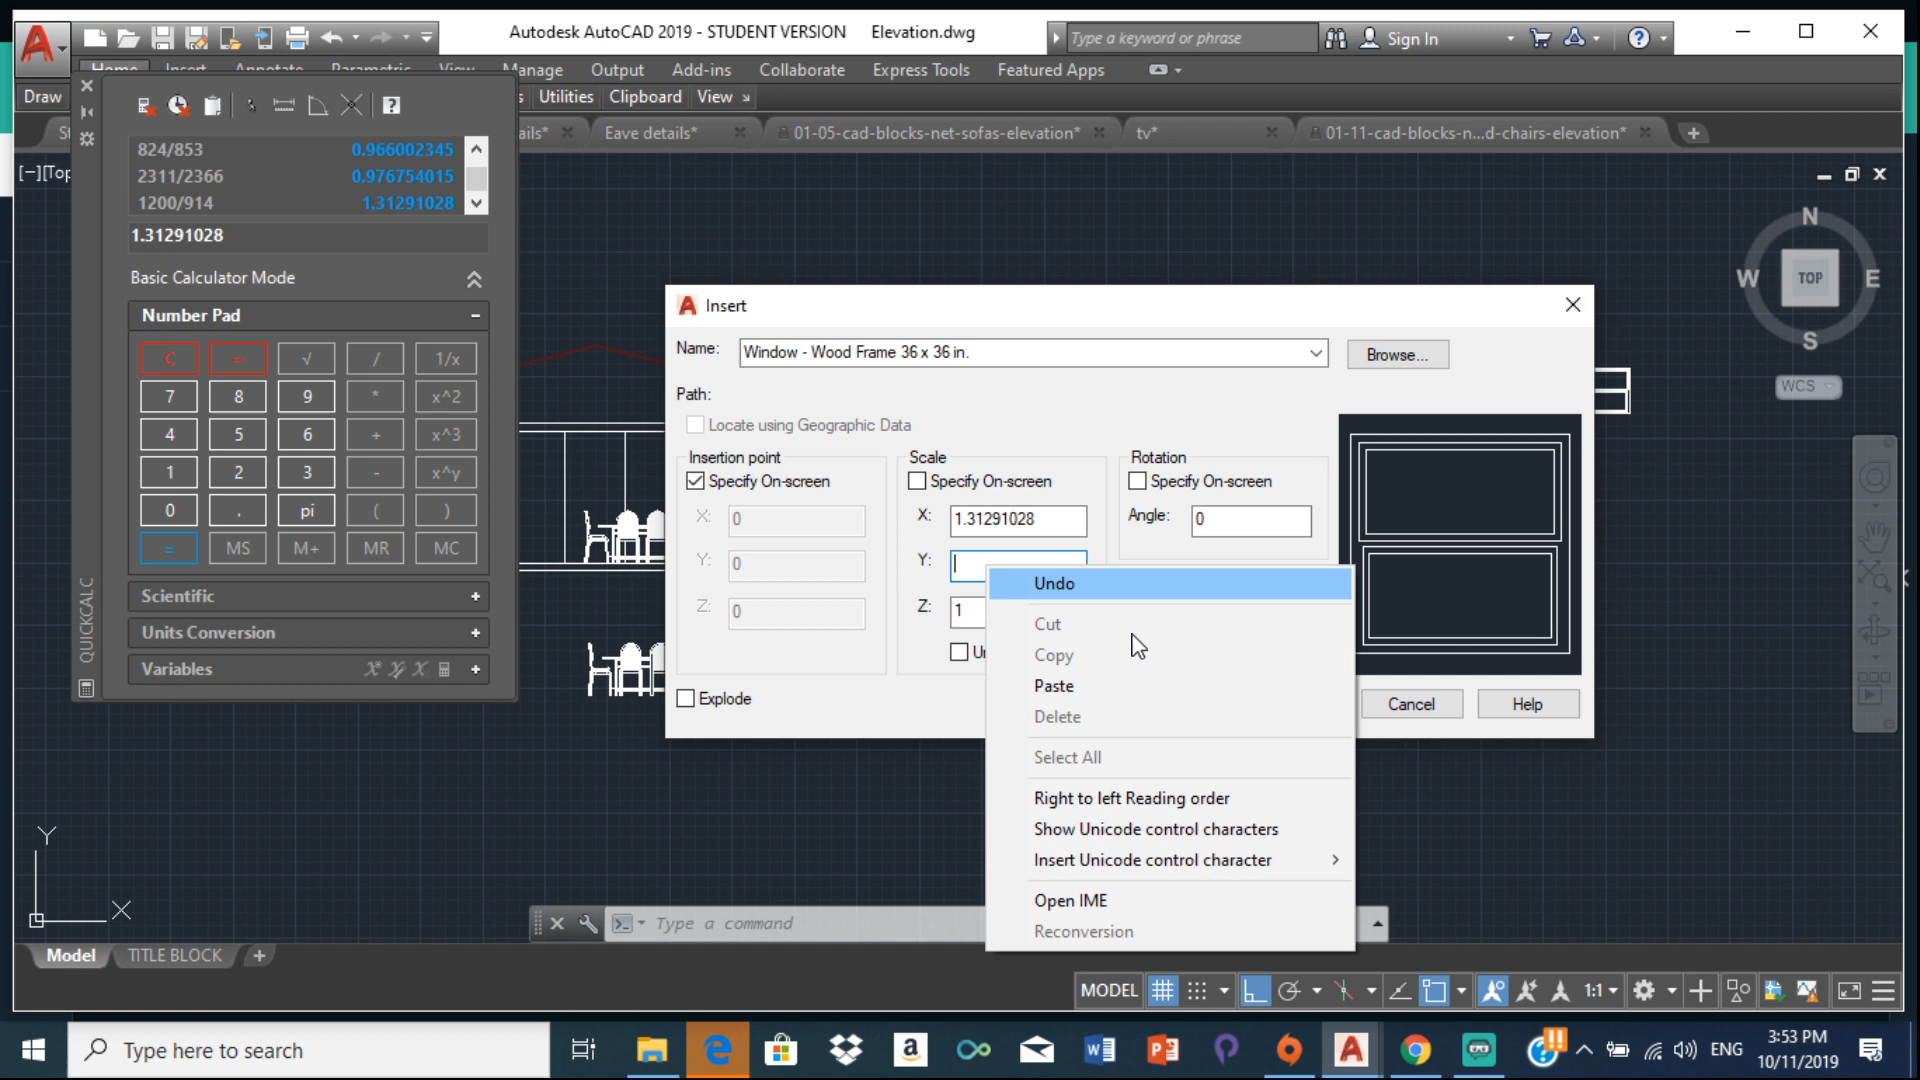 Autodesk AutoCAD 2019 - STUDENT VERSION Elevation.dwg
Type a keyword or phrase
Sign In
Home Insert Annotate Parametric View Manage Output Add-ins Collaborate Express Tools Featured Apps
Draw
Utilities Clipboard View
Eave details*
01-05-cad-blocks-net-sofas-elevation*
tv*
01-11-cad-blocks-n...d-chairs-elevation*
[−][Top
824/853 0.966002345
2311/2366 0.976754015
1200/914 1.31291028
1.31291028
Basic Calculator Mode
Number Pad
C √ / 1/x
7 8 9 * x^2
4 5 6 + x^3
1 2 3 - x^y
0 . pi ( )
= MS M+ MR MC
Scientific
Units Conversion
Variables
QUICKCALC
N
W TOP E
S
WCS
Insert
Name: Window - Wood Frame 36 x 36 in. Browse...
Path:
Locate using Geographic Data
Insertion point
Specify On-screen
X: 0
Y: 0
Z: 0
Scale
Specify On-screen
X: 1.31291028
Y:
Z: 1
Rotation
Specify On-screen
Angle: 0
Explode
Cancel Help
Undo
Cut
Copy
Paste
Delete
Select All
Right to left Reading order
Show Unicode control characters
Insert Unicode control character
Open IME
Reconversion
Y
X
Type a command
Model TITLE BLOCK
MODEL 1:1
Type here to search
ENG
3:53 PM
10/11/2019